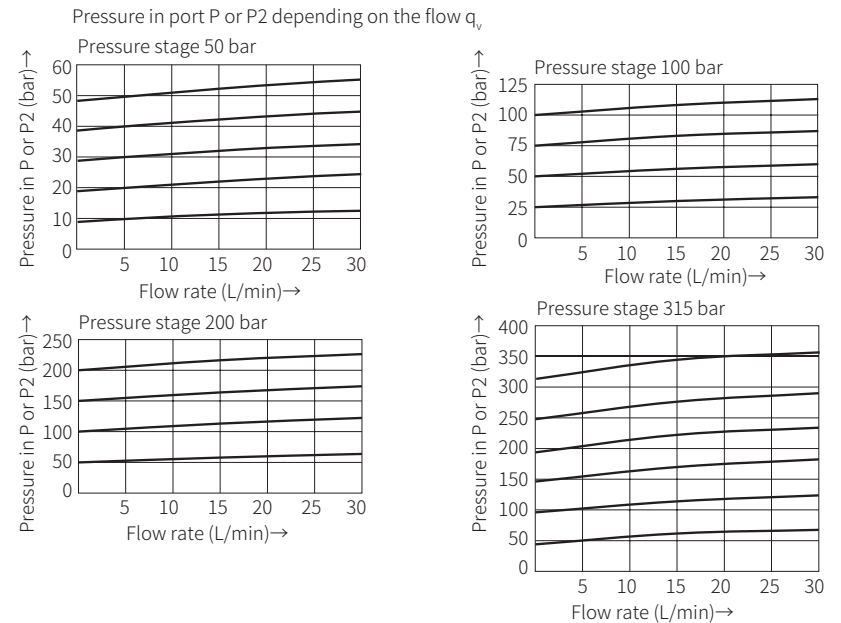 Pressure in port P or P2 depending on the flow qv
Pressure stage 50 bar
Pressure in P or P2 (bar)→
60
50
40
30
20
10
0
5 10 15 20 25 30
Flow rate (L/min)→
Pressure stage 100 bar
Pressure in P or P2 (bar)→
125
100
75
50
25
0
5 10 15 20 25 30
Flow rate (L/min)→
Pressure stage 200 bar
Pressure in P or P2 (bar)→
250
200
150
100
50
0
5 10 15 20 25 30
Flow rate (L/min)→
Pressure stage 315 bar
Pressure in P or P2 (bar)→
400
350
300
250
200
150
100
50
0
5 10 15 20 25 30
Flow rate (L/min)→